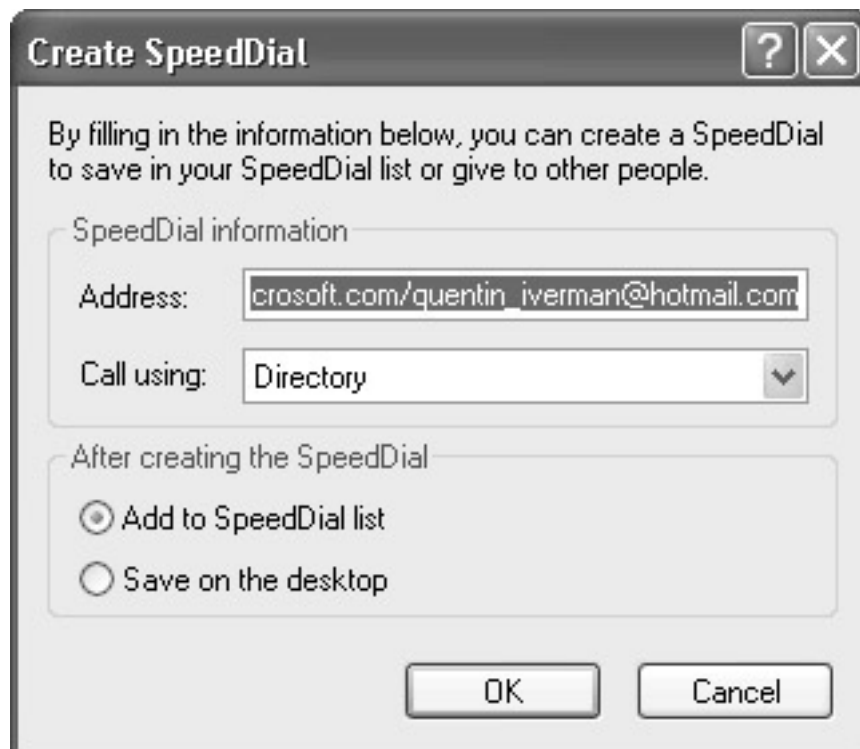 Create SpeedDial
By filling in the information below, you can create a SpeedDial
to save in your SpeedDial list or give to other people.
SpeedDial information
Address: crosoft.com/quentin_iverman@hotmail.com
Call using: Directory
After creating the SpeedDial
Add to SpeedDial list
Save on the desktop
OK Cancel